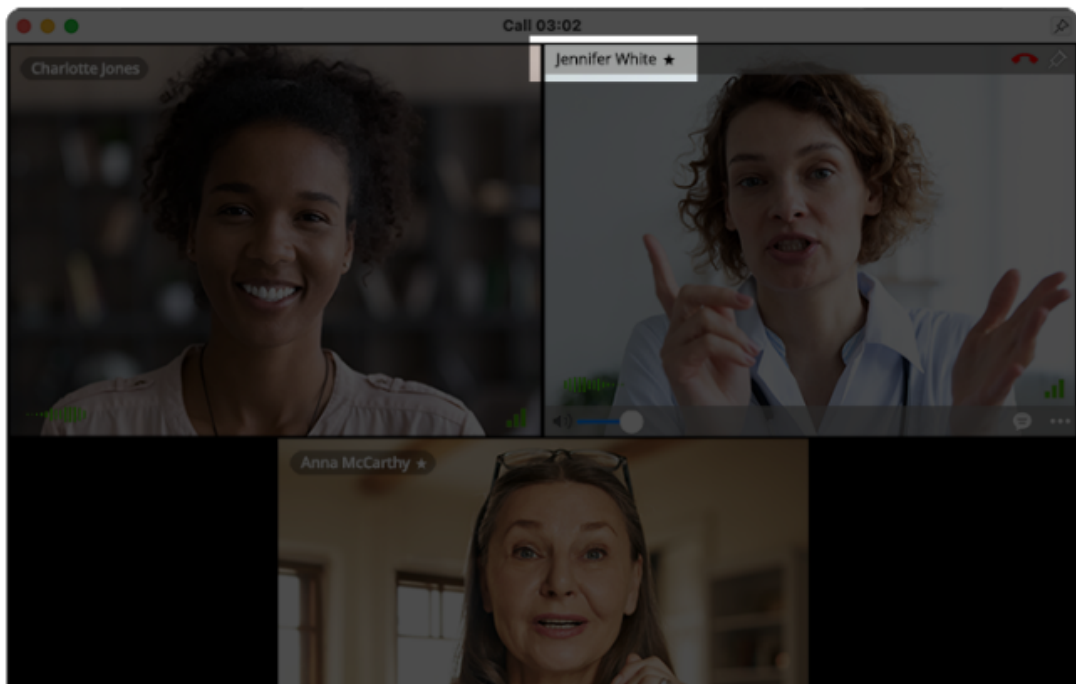 Call 03:02
Charlotte Jones
Jennifer White ★
Anna McCarthy ★